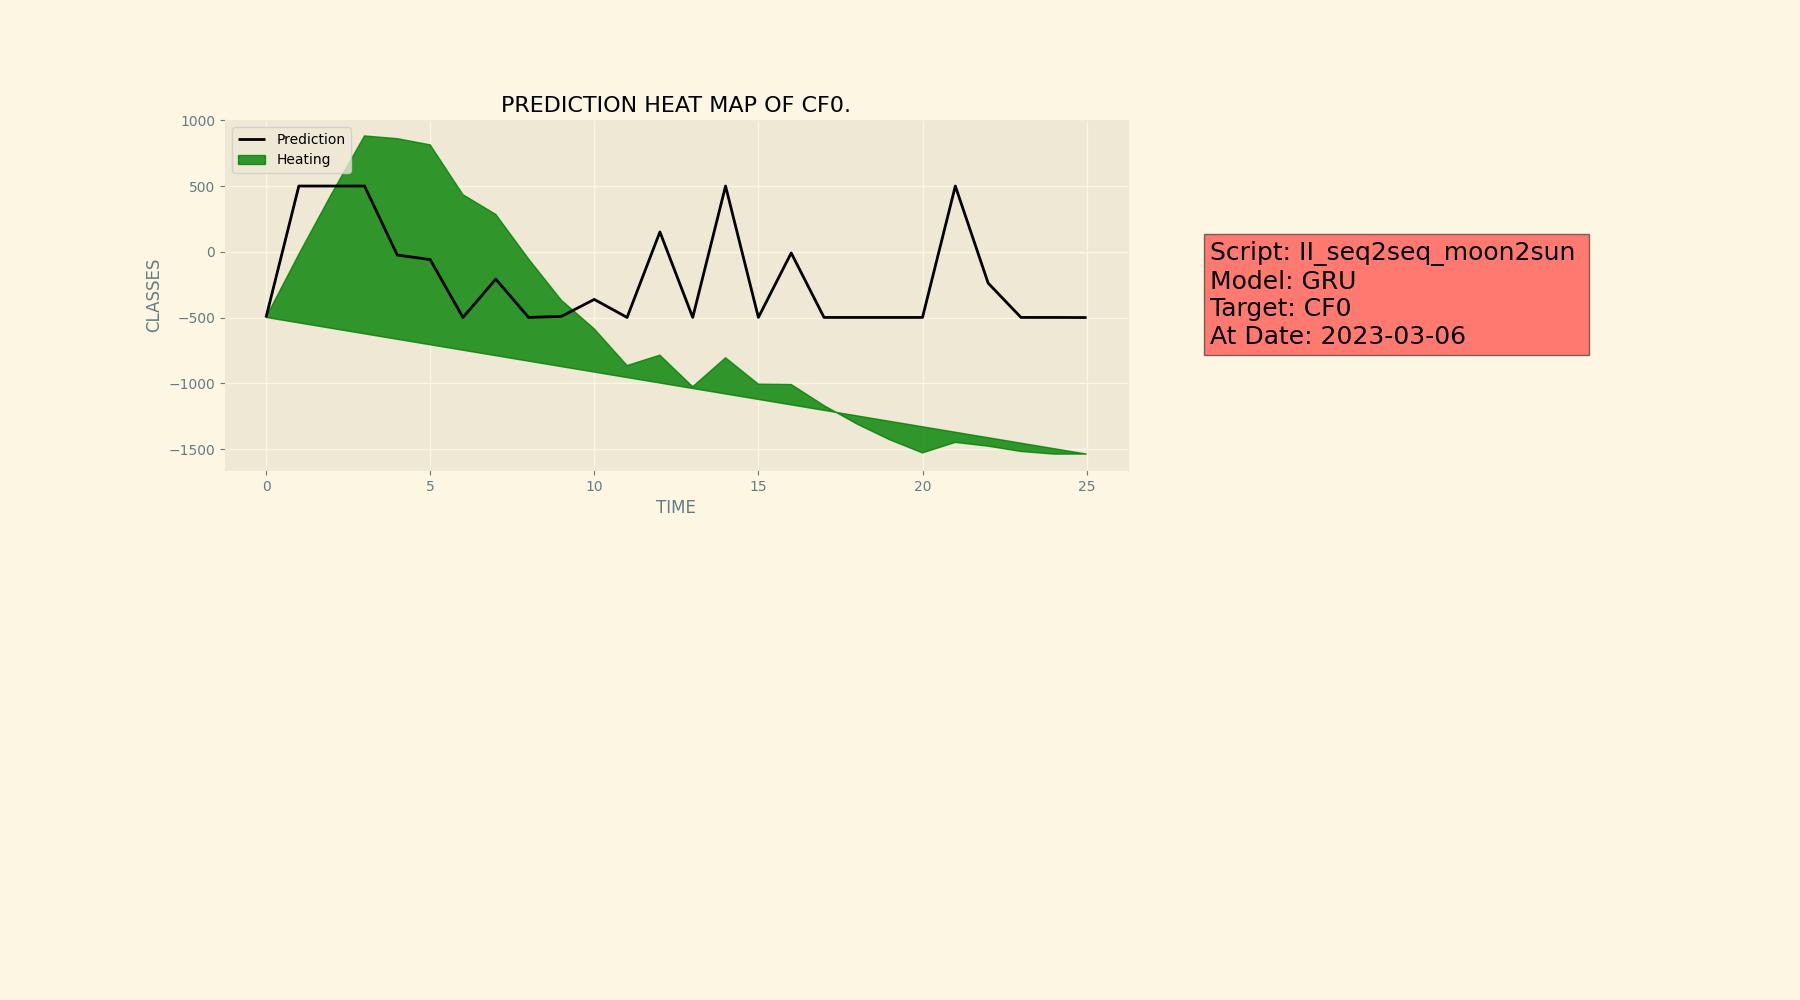 PREDICTION HEAT MAP OF CF0.
1000
500
0
−500
−1000
−1500
CLASSES
Prediction
Heating
0 5 10 15 20 25
TIME
Script: II_seq2seq_moon2sun
Model: GRU
Target: CF0
At Date: 2023-03-06